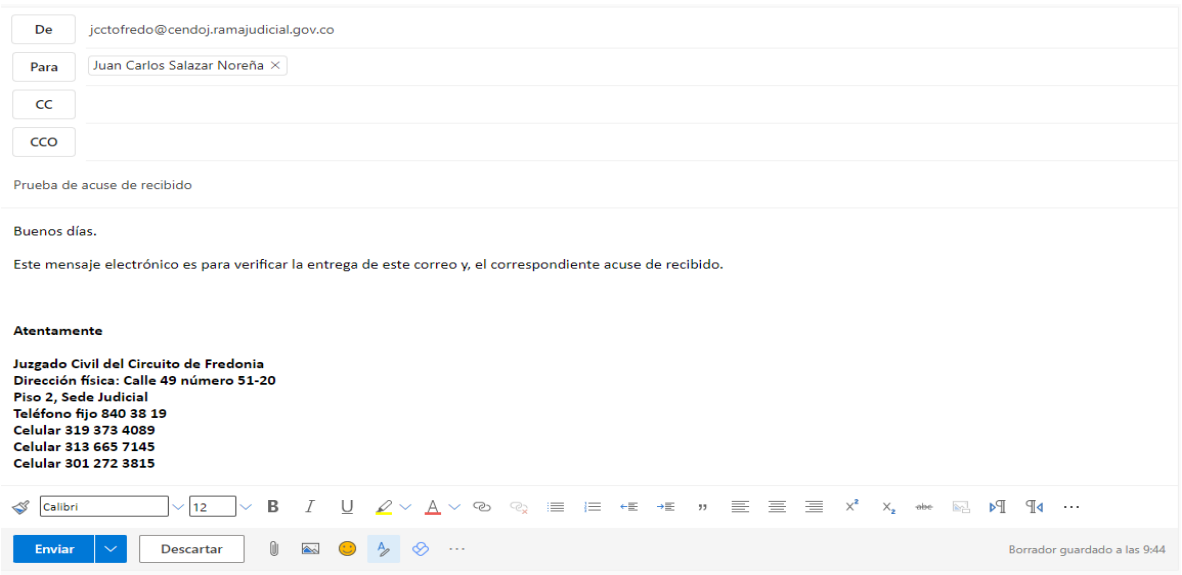 De jcctofredo@cendoj.ramajudicial.gov.co
Para Juan Carlos Salazar Noreña ×
CC
CCO
Prueba de acuse de recibido
Buenos días.
Este mensaje electrónico es para verificar la entrega de este correo y, el correspondiente acuse de recibido.
Atentamente
Juzgado Civil del Circuito de Fredonia
Dirección física: Calle 49 número 51-20
Piso 2, Sede Judicial
Teléfono fijo 840 38 19
Celular 319 373 4089
Celular 313 665 7145
Celular 301 272 3815
Calibri 12 B I U A x² x₂ abc
Enviar Descartar Borrador guardado a las 9:44